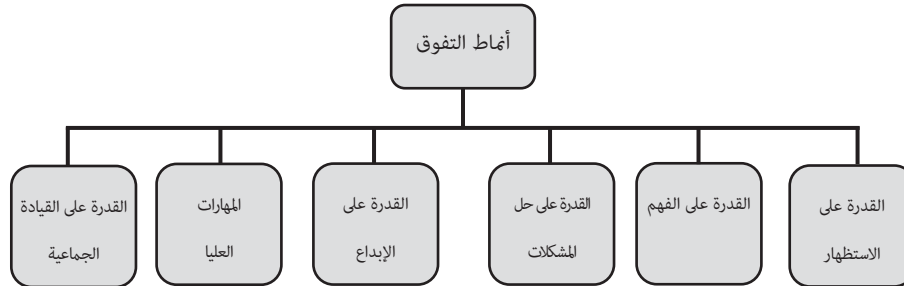 أنماط التفوق
القدرة على
الاستظهار
القدرة على الفهم
القدرة على حل
المشكلات
القدرة على
الإبداع
المهارات
العليا
القدرة على القيادة
الجماعية